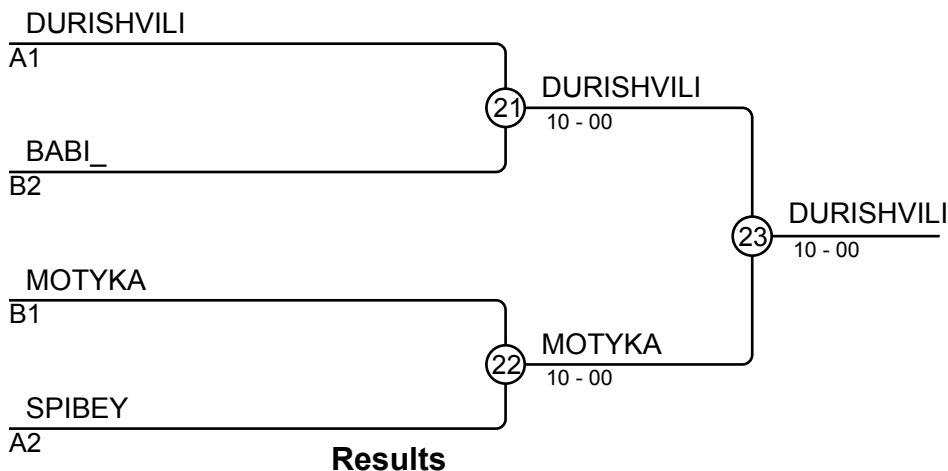 DURISHVILI
A1
21
DURISHVILI
10 - 00
BABI_
B2
23
DURISHVILI
10 - 00
MOTYKA
B1
22
MOTYKA
10 - 00
SPIBEY
A2
Results